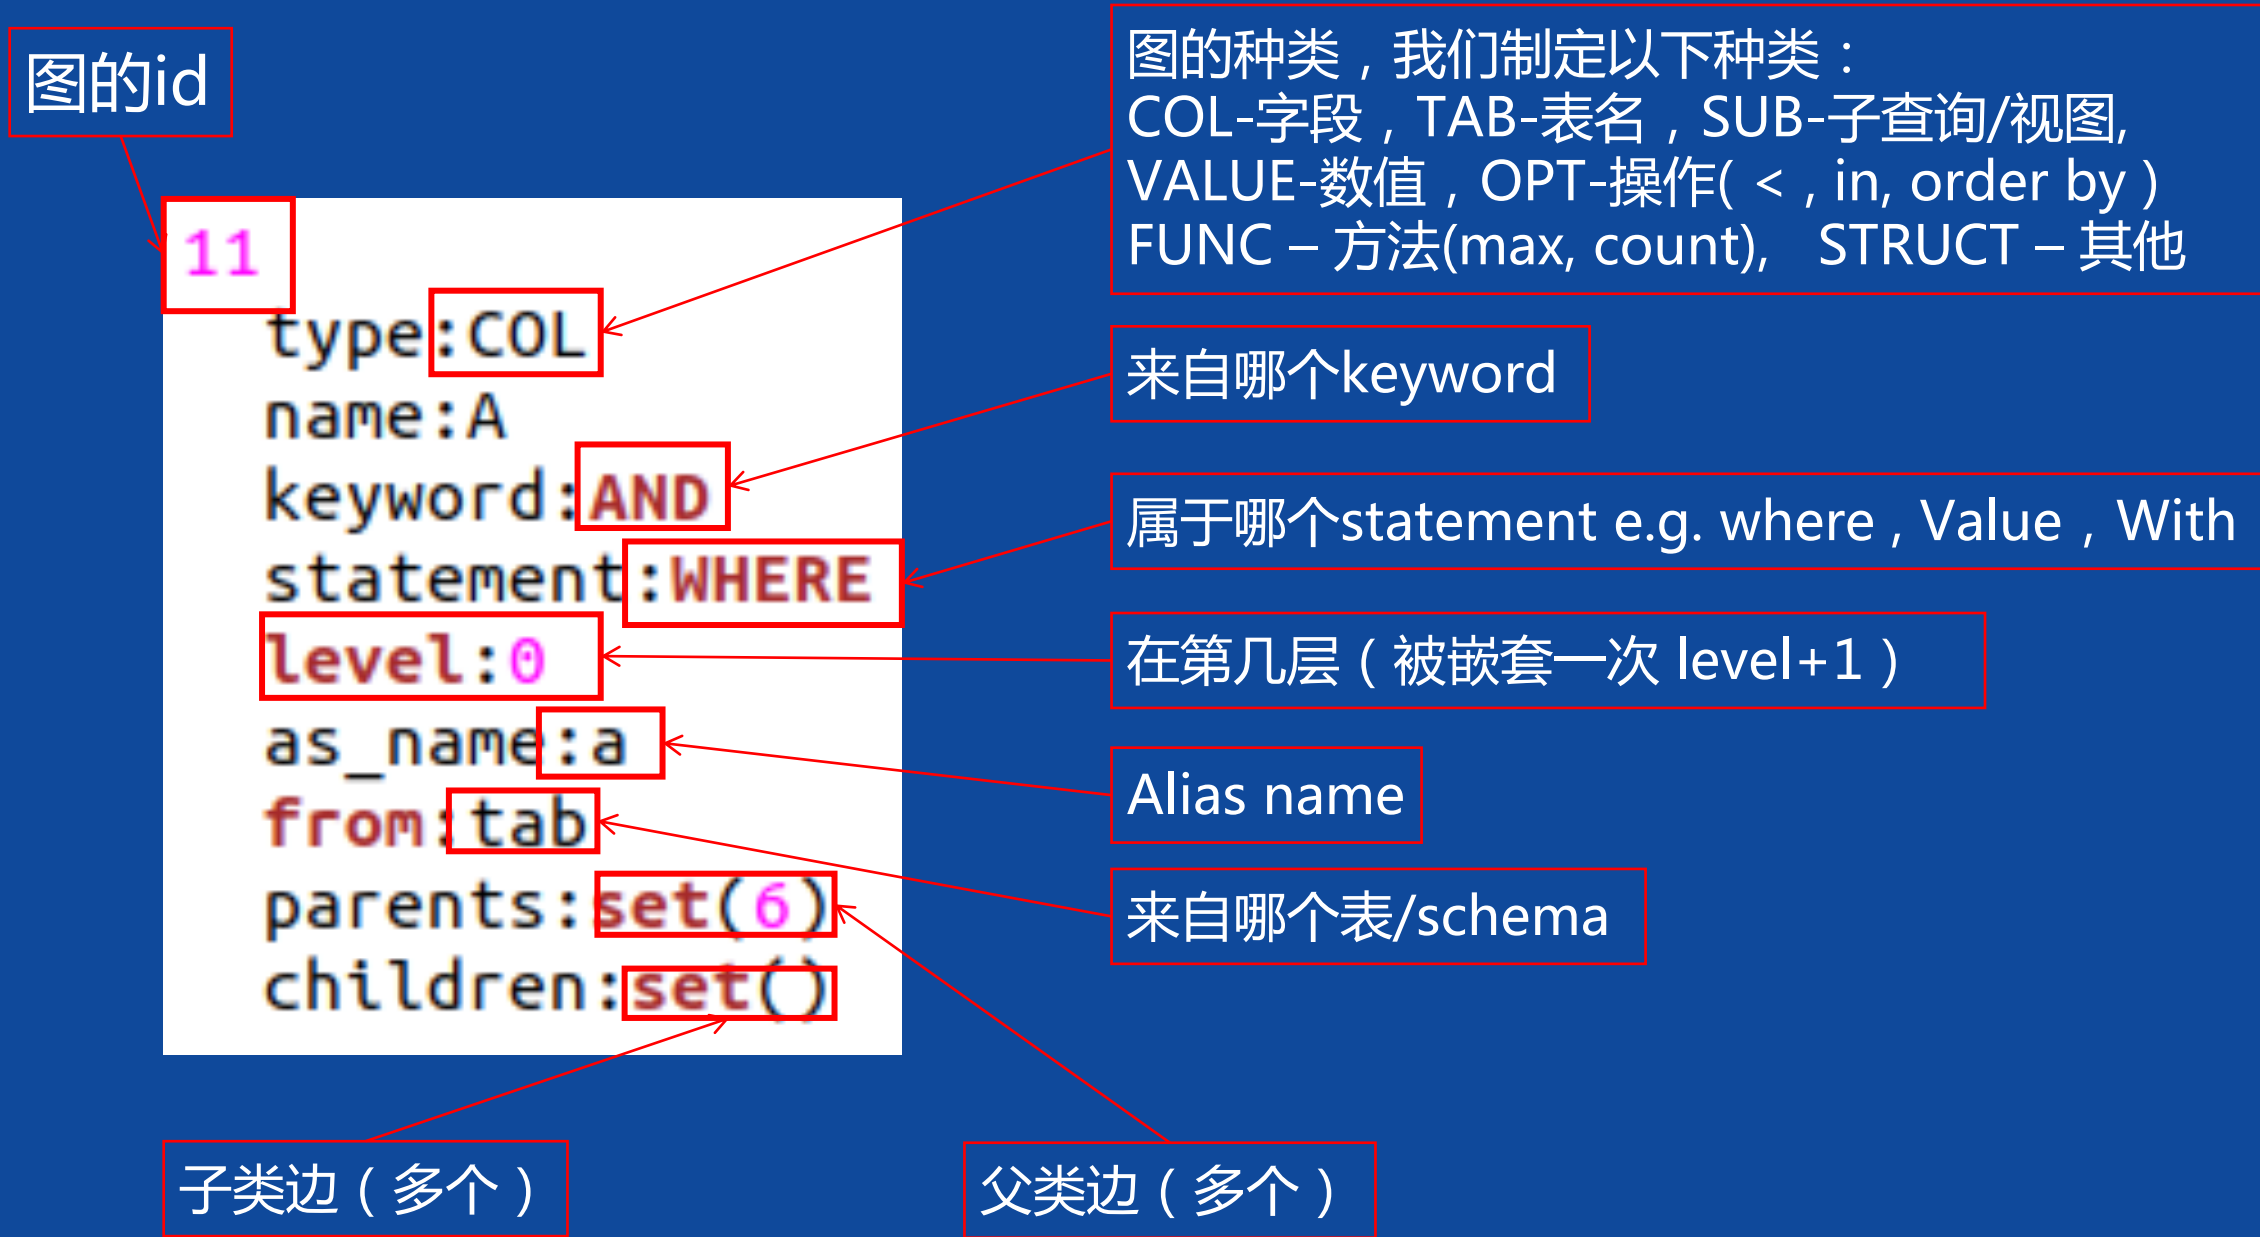 图的id
图的种类，我们制定以下种类：
COL-字段，TAB-表名，SUB-子查询/视图,
VALUE-数值，OPT-操作( < , in, order by )
FUNC – 方法(max, count), STRUCT – 其他
11
type:COL
name:A
keyword:AND
statement:WHERE
level:0
as_name:a
from:tab
parents:set(6)
children:set()
来自哪个keyword
属于哪个statement e.g. where , Value , With
在第几层（被嵌套一次 level+1）
Alias name
来自哪个表/schema
子类边（多个）
父类边（多个）